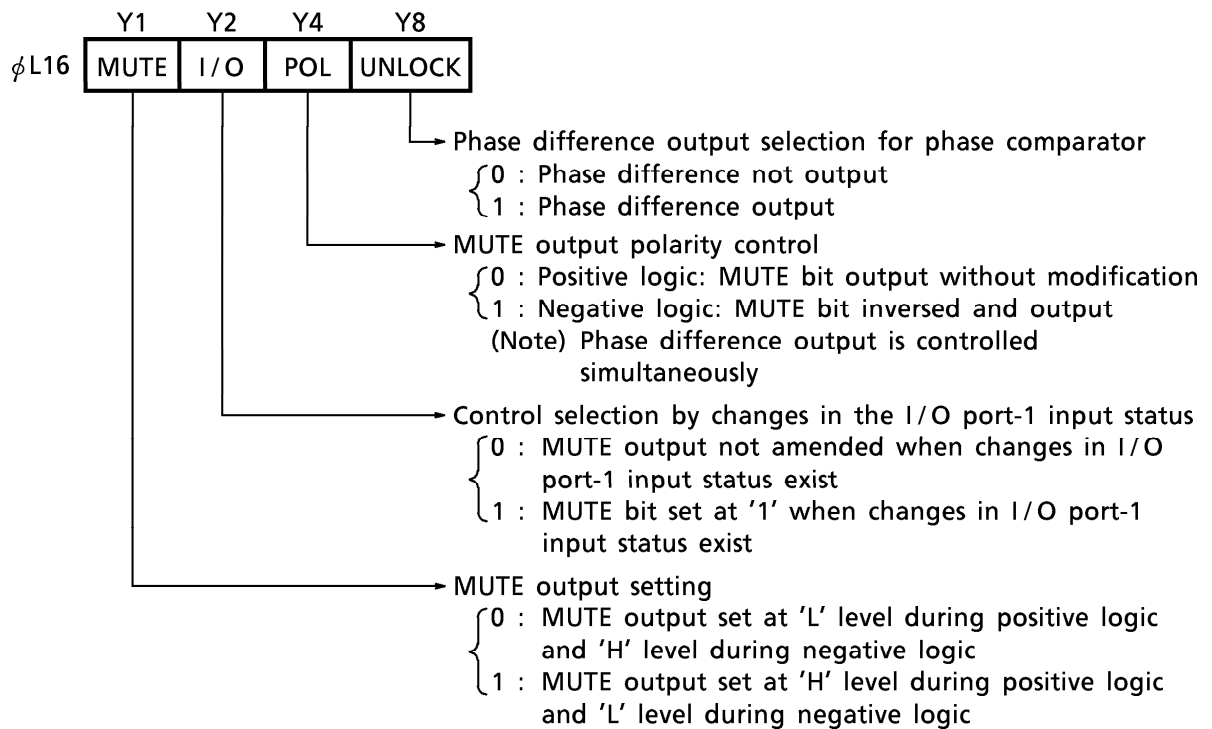 Y1 Y2 Y4 Y8
ϕL16 MUTE I/O POL UNLOCK
Phase difference output selection for phase comparator
0 : Phase difference not output
1 : Phase difference output
MUTE output polarity control
0 : Positive logic: MUTE bit output without modification
1 : Negative logic: MUTE bit inversed and output
(Note) Phase difference output is controlled
simultaneously
Control selection by changes in the I/O port-1 input status
0 : MUTE output not amended when changes in I/O
port-1 input status exist
1 : MUTE bit set at '1' when changes in I/O port-1
input status exist
MUTE output setting
0 : MUTE output set at 'L' level during positive logic
and 'H' level during negative logic
1 : MUTE output set at 'H' level during positive logic
and 'L' level during negative logic